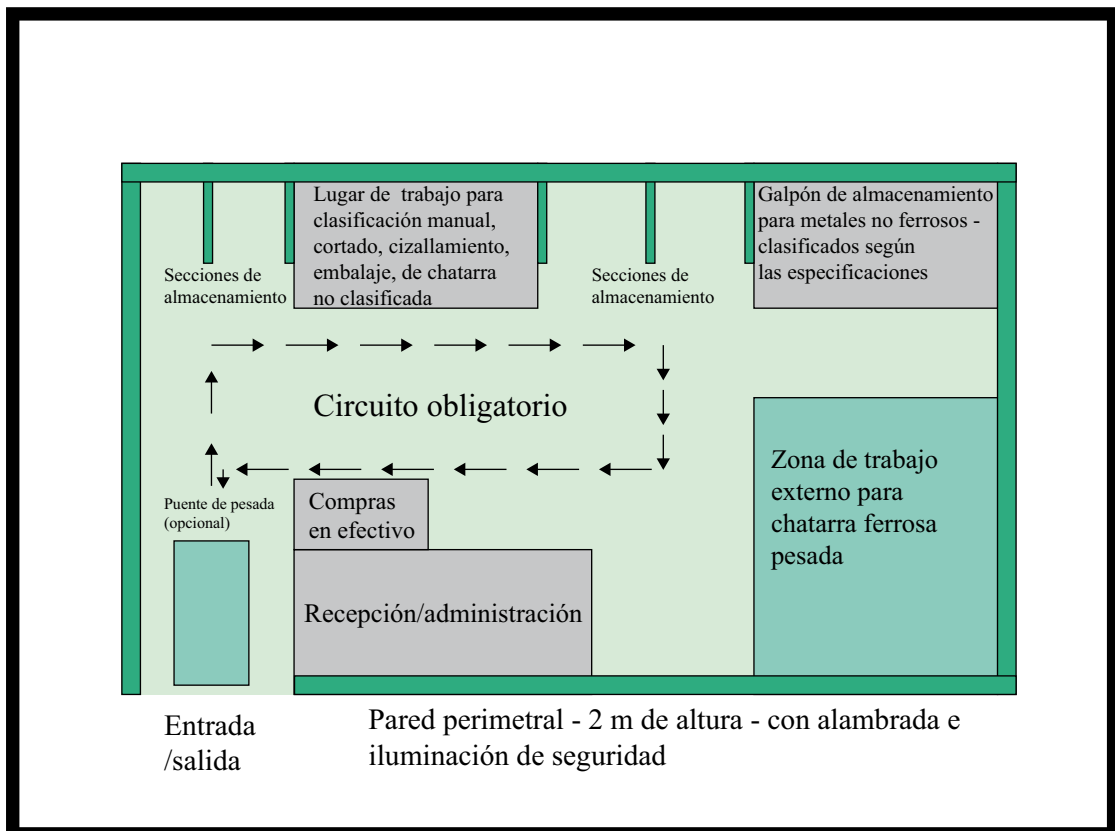 Lugar de trabajo para
clasificación manual,
cortado, cizallamiento,
embalaje, de chatarra
no clasificada
Galpón de almacenamiento
para metales no ferrosos -
clasificados según
las especificaciones
Secciones de
almacenamiento
Secciones de
almacenamiento
Circuito obligatorio
Puente de pesada
(opcional)
Compras
en efectivo
Zona de trabajo
externo para
chatarra ferrosa
pesada
Recepción/administración
Entrada
/salida
Pared perimetral - 2 m de altura - con alambrada e
iluminación de seguridad